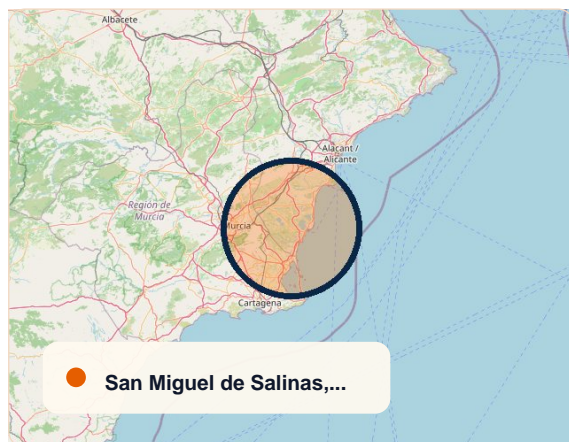 Albacete
Alacant /
Alicante
Región de
Murcia
Murcia
Cartagena
San Miguel de Salinas,...